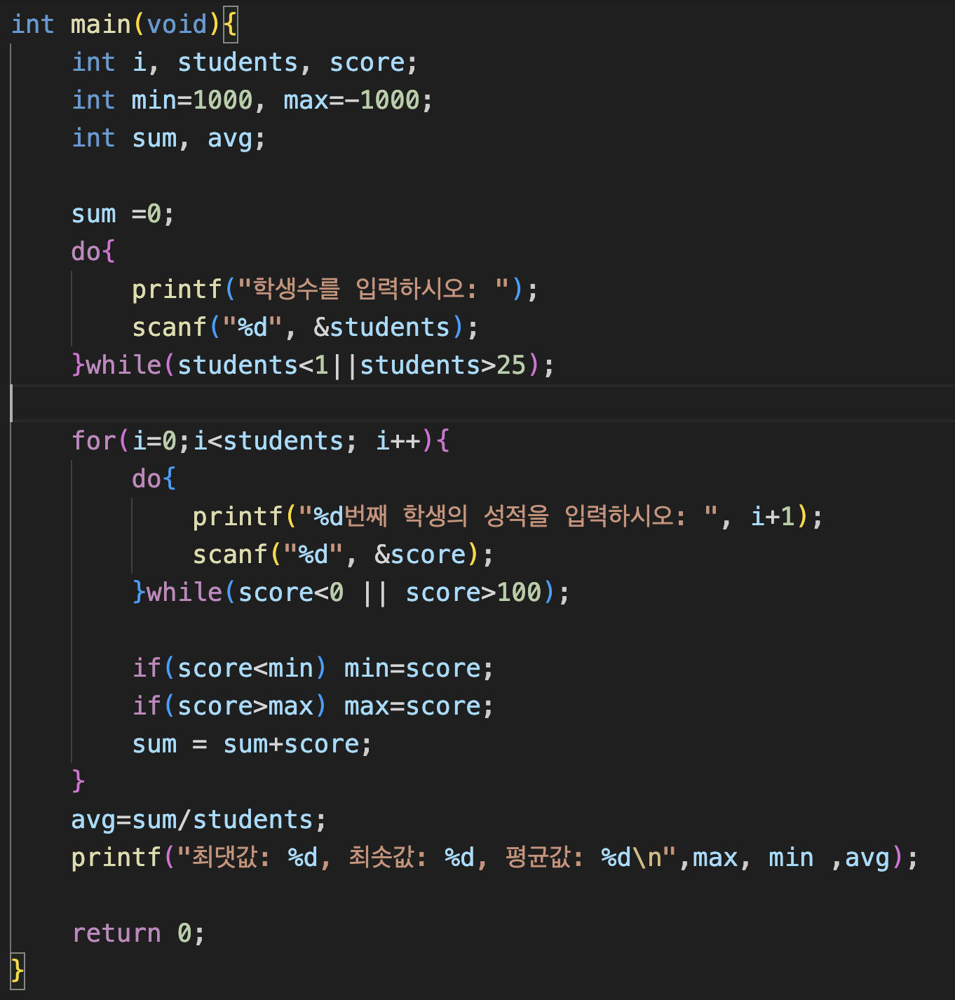 int main(void){
int i, students, score;
int min=1000, max=-1000;
int sum, avg;
sum =0;
do{
printf("학생수를 입력하시오: ");
scanf("%d", &students);
}while(students<1||students>25);
for(i=0;i<students; i++){
do{
printf("%d번째 학생의 성적을 입력하시오: ", i+1);
scanf("%d", &score);
}while(score<0 || score>100);
if(score<min) min=score;
if(score>max) max=score;
sum = sum+score;
}
avg=sum/students;
printf("최댓값: %d, 최솟값: %d, 평균값: %d\n",max, min ,avg);
return 0;
}